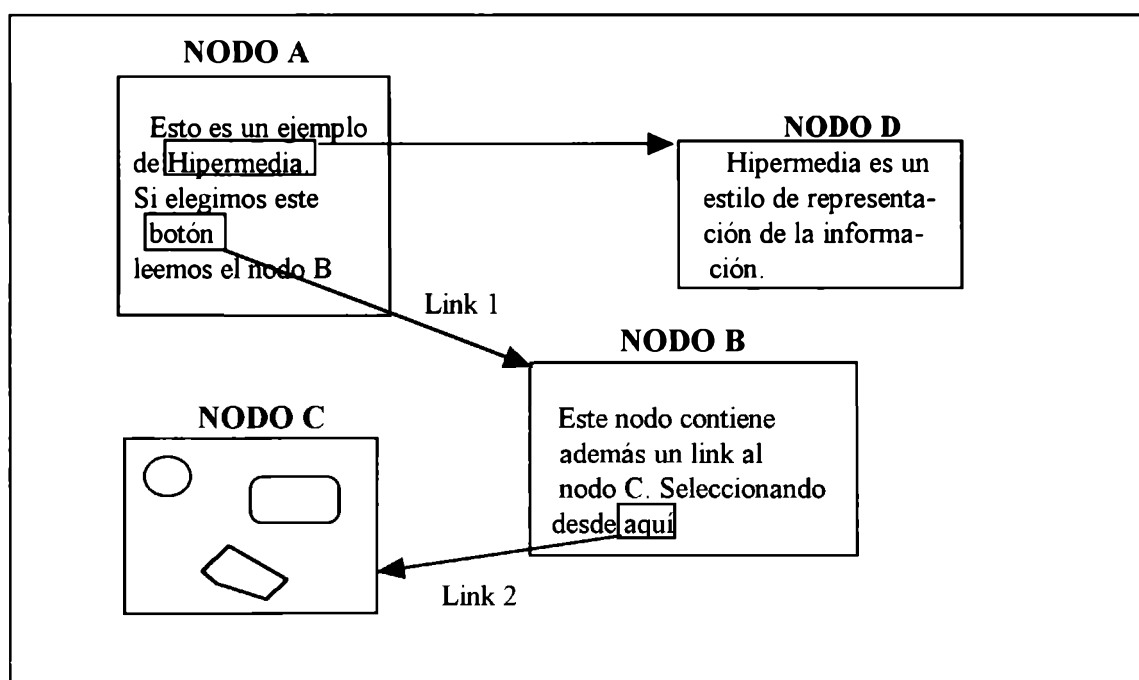 NODO A
Esto es un ejemplo
de Hipermedia.
Si elegimos este
botón
leemos el nodo B
NODO D
Hipermedia es un
estilo de representa-
ción de la informa-
ción.
Link 1
NODO B
Este nodo contiene
además un link al
nodo C. Seleccionando
desde aquí
NODO C
Link 2